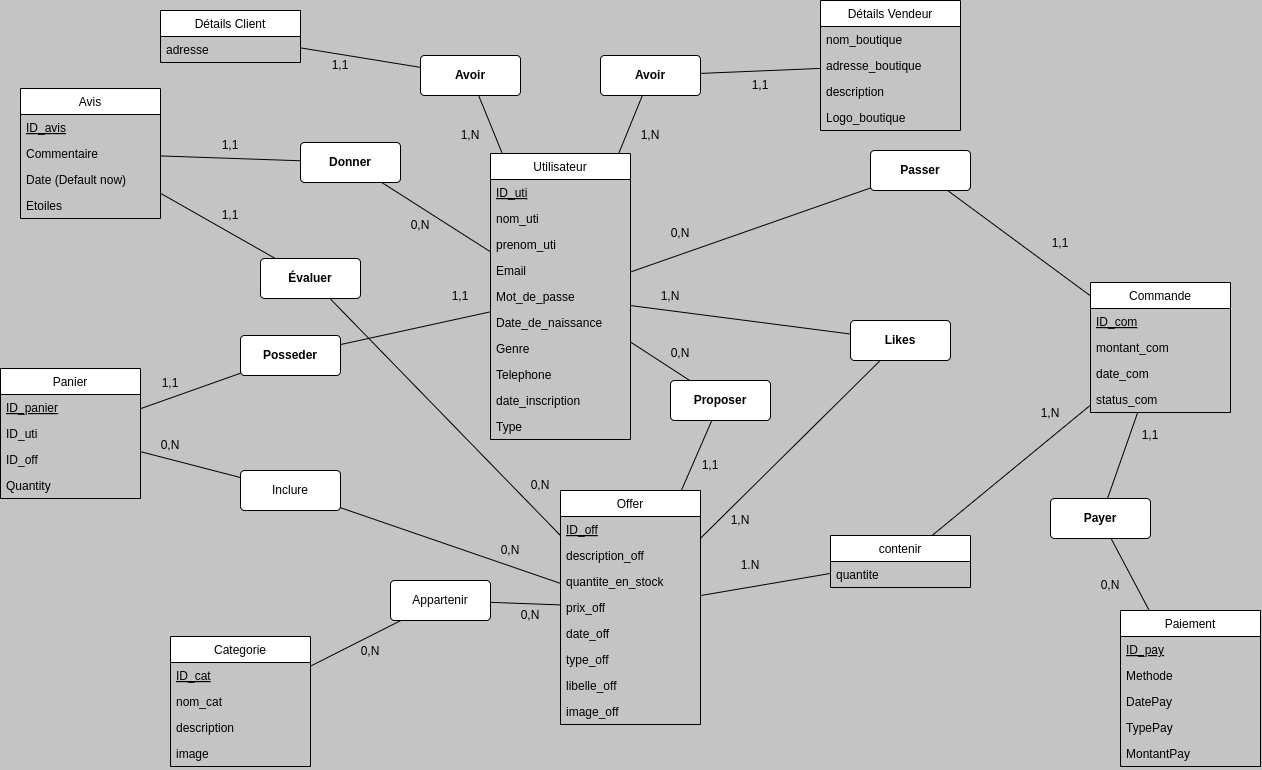 Détails Client
adresse
1,1
Avoir
1,N
Avoir
1,N
1,1
Détails Vendeur
nom_boutique
adresse_boutique
description
Logo_boutique
Avis
ID_avis
Commentaire
Date (Default now)
Etoiles
1,1
Donner
0,N
1,1
Évaluer
0,N
Utilisateur
ID_uti
nom_uti
prenom_uti
Email
Mot_de_passe
Date_de_naissance
Genre
Telephone
date_inscription
Type
Passer
0,N
1,1
1,N
Likes
1,N
0,N
Proposer
1,1
Commande
ID_com
montant_com
date_com
status_com
1,1
Posseder
1,1
Panier
ID_panier
ID_uti
ID_off
Quantity
0,N
Inclure
0,N
Offer
ID_off
description_off
quantite_en_stock
prix_off
date_off
type_off
libelle_off
image_off
1,N
contenir
quantite
1.N
1,1
Payer
0,N
Appartenir
0,N
0,N
Categorie
ID_cat
nom_cat
description
image
Paiement
ID_pay
Methode
DatePay
TypePay
MontantPay